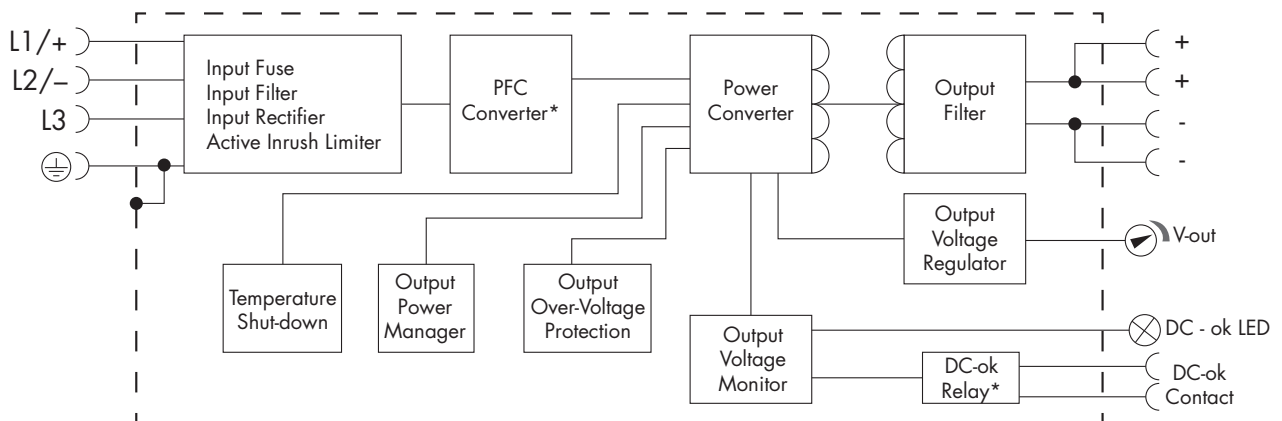 L1/+
L2/–
L3
Input Fuse
Input Filter
Input Rectifier
Active Inrush Limiter
PFC
Converter*
Power
Converter
Output
Filter
+
+
-
-
Output
Voltage
Regulator
V-out
Temperature
Shut-down
Output
Power
Manager
Output
Over-Voltage
Protection
Output
Voltage
Monitor
DC - ok LED
DC-ok
Relay*
DC-ok
Contact